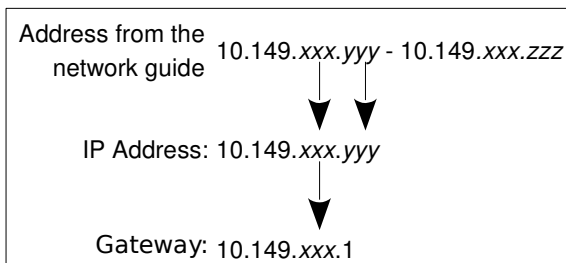 Address from the
network guide 10.149.xxx.yyy - 10.149.xxx.zzz
IP Address: 10.149.xxx.yyy
Gateway: 10.149.xxx.1